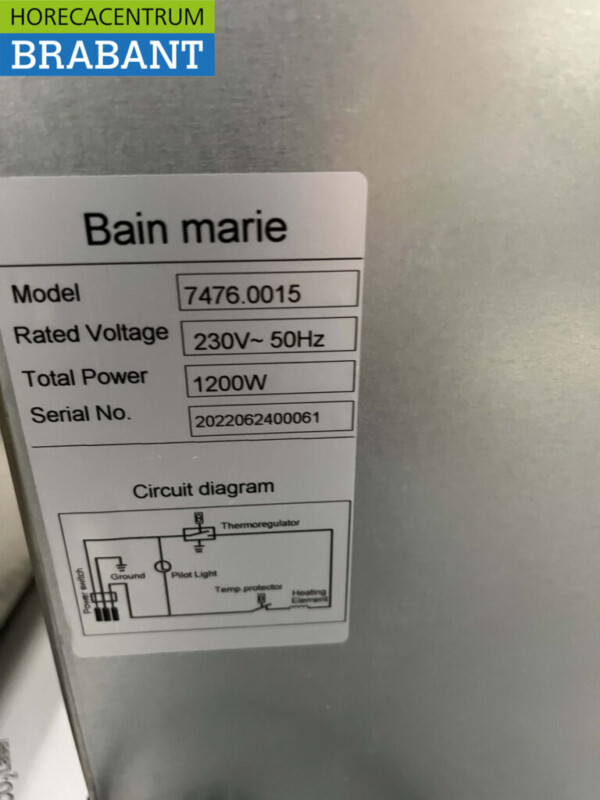 HORECACENTRUM
BRABANT
Bain marie
Model 7476.0015
Rated Voltage 230V~ 50Hz
Total Power 1200W
Serial No. 2022062400061
Circuit diagram
Thermoregulator
Power switch
Ground
Pilot Light
Temp.protector
Heating
Element